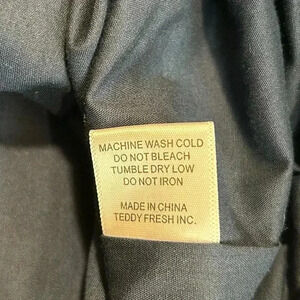 MACHINE WASH COLD
DO NOT BLEACH
TUMBLE DRY LOW
DO NOT IRON
MADE IN CHINA
TEDDY FRESH INC.